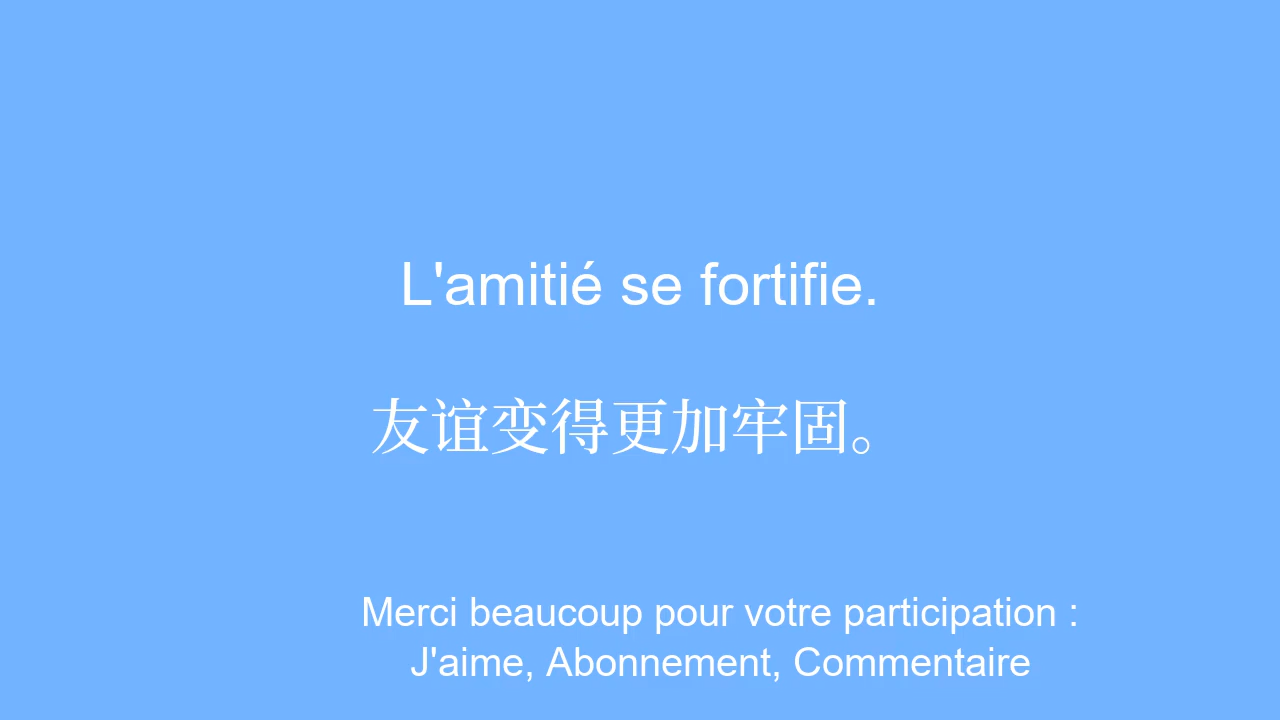 L'amitié se fortifie.
友谊变得更加牢固。
Merci beaucoup pour votre participation :
J'aime, Abonnement, Commentaire